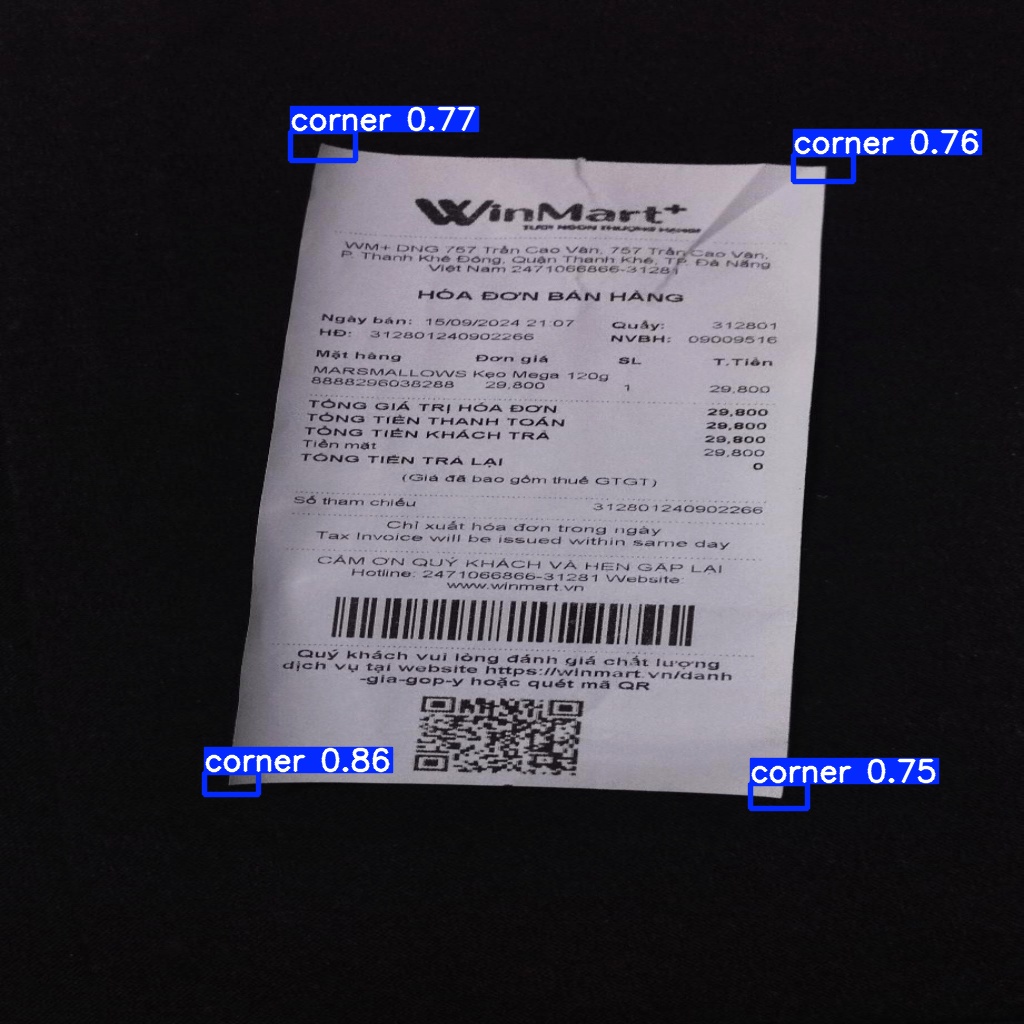 corner 0.77
corner 0.76
WinMart+
TƯƠI NGON THƯỢNG HẠNG
WM+ DNG 757 Trần Cao Vân, 757 Trần Cao Vân,
P. Thanh Khê Đông, Quận Thanh Khê, TP. Đà Nẵng
Việt Nam 2471066866-31281
HÓA ĐƠN BÁN HÀNG
Ngày bán: 15/09/2024 21:07 Quầy: 312801
HĐ: 312801240902266 NVBH: 09009516
Mặt hàng Đơn giá SL T.Tiền
MARSMALLOWS Kẹo Mega 120g
8888296038288 29,800 1 29,800
TỔNG GIÁ TRỊ HÓA ĐƠN 29,800
TỔNG TIỀN THANH TOÁN 29,800
TỔNG TIỀN KHÁCH TRẢ 29,800
Tiền mặt 29,800
TỔNG TIỀN TRẢ LẠI 0
(Giá đã bao gồm thuế GTGT)
Số tham chiếu 312801240902266
Chỉ xuất hóa đơn trong ngày
Tax Invoice will be issued within same day
CẢM ƠN QUÝ KHÁCH VÀ HẸN GẶP LẠI
Hotline: 2471066866-31281 Website:
www.winmart.vn
Quý khách vui lòng đánh giá chất lượng
dịch vụ tại website https://winmart.vn/danh
-gia-gop-y hoặc quét mã QR
corner 0.86
corner 0.75